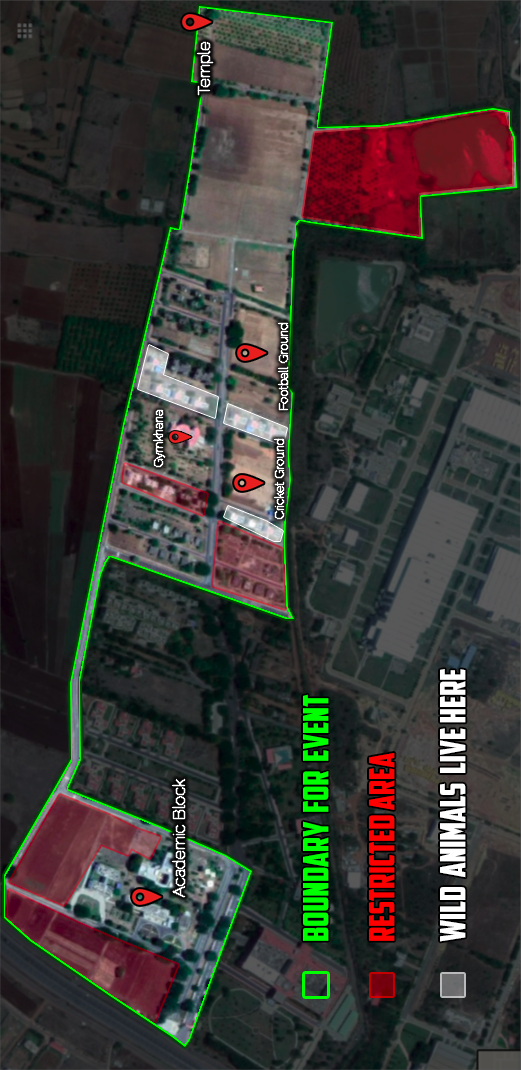 Temple
Football Ground
Gymkhana
Cricket Ground
Academic Block
BOUNDARY FOR EVENT
RESTRICTED AREA
WILD ANIMALS LIVE HERE